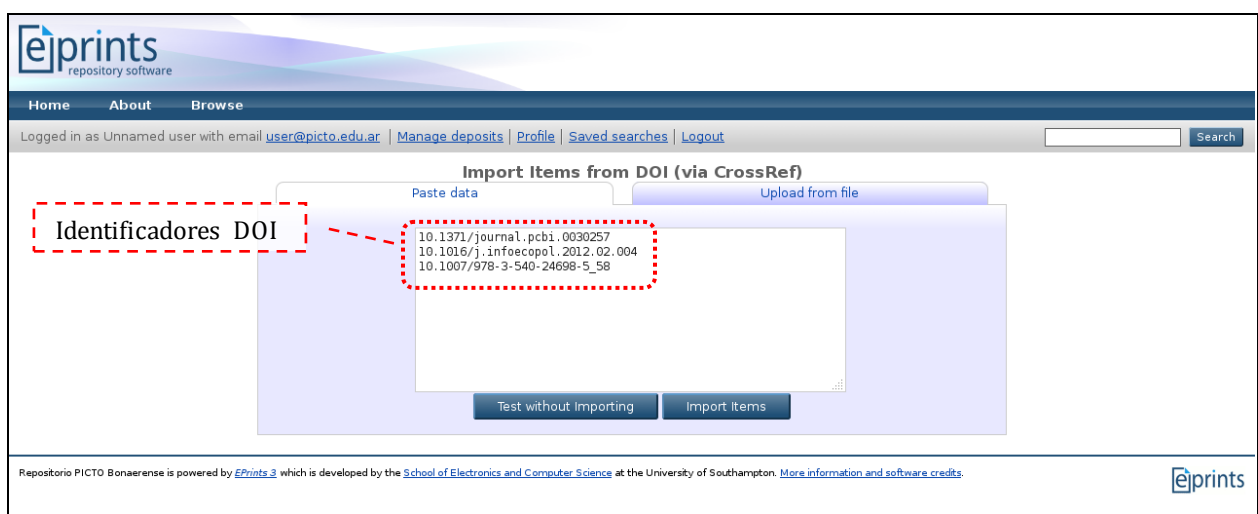 eprints
repository software
Home About Browse
Logged in as Unnamed user with email user@picto.edu.ar | Manage deposits | Profile | Saved searches | Logout Search
Import Items from DOI (via CrossRef)
Paste data Upload from file
Identificadores DOI
10.1371/journal.pcbi.0030257
10.1016/j.infoecopol.2012.02.004
10.1007/978-3-540-24698-5_58
Test without Importing Import Items
Repositorio PICTO Bonaerense is powered by EPrints 3 which is developed by the School of Electronics and Computer Science at the University of Southampton. More information and software credits.
eprints